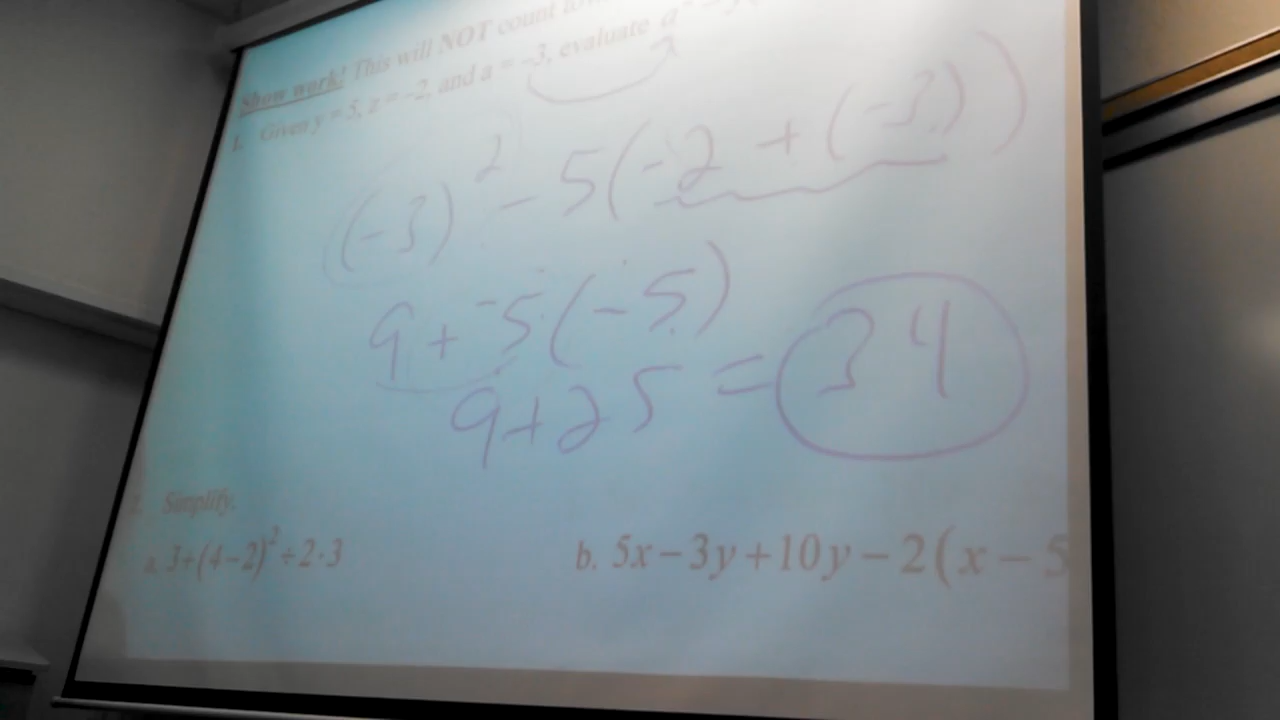 Show work! This will NOT count
1. Given y = 5, z = -2, and a = -3, evaluate a
(-3)² - 5(-2 + (-3))
9 + -5(-5)
9+25 = 34
2. Simplify.
a. 3+(4-2)²÷2·3 b. 5x-3y+10y-2(x-5